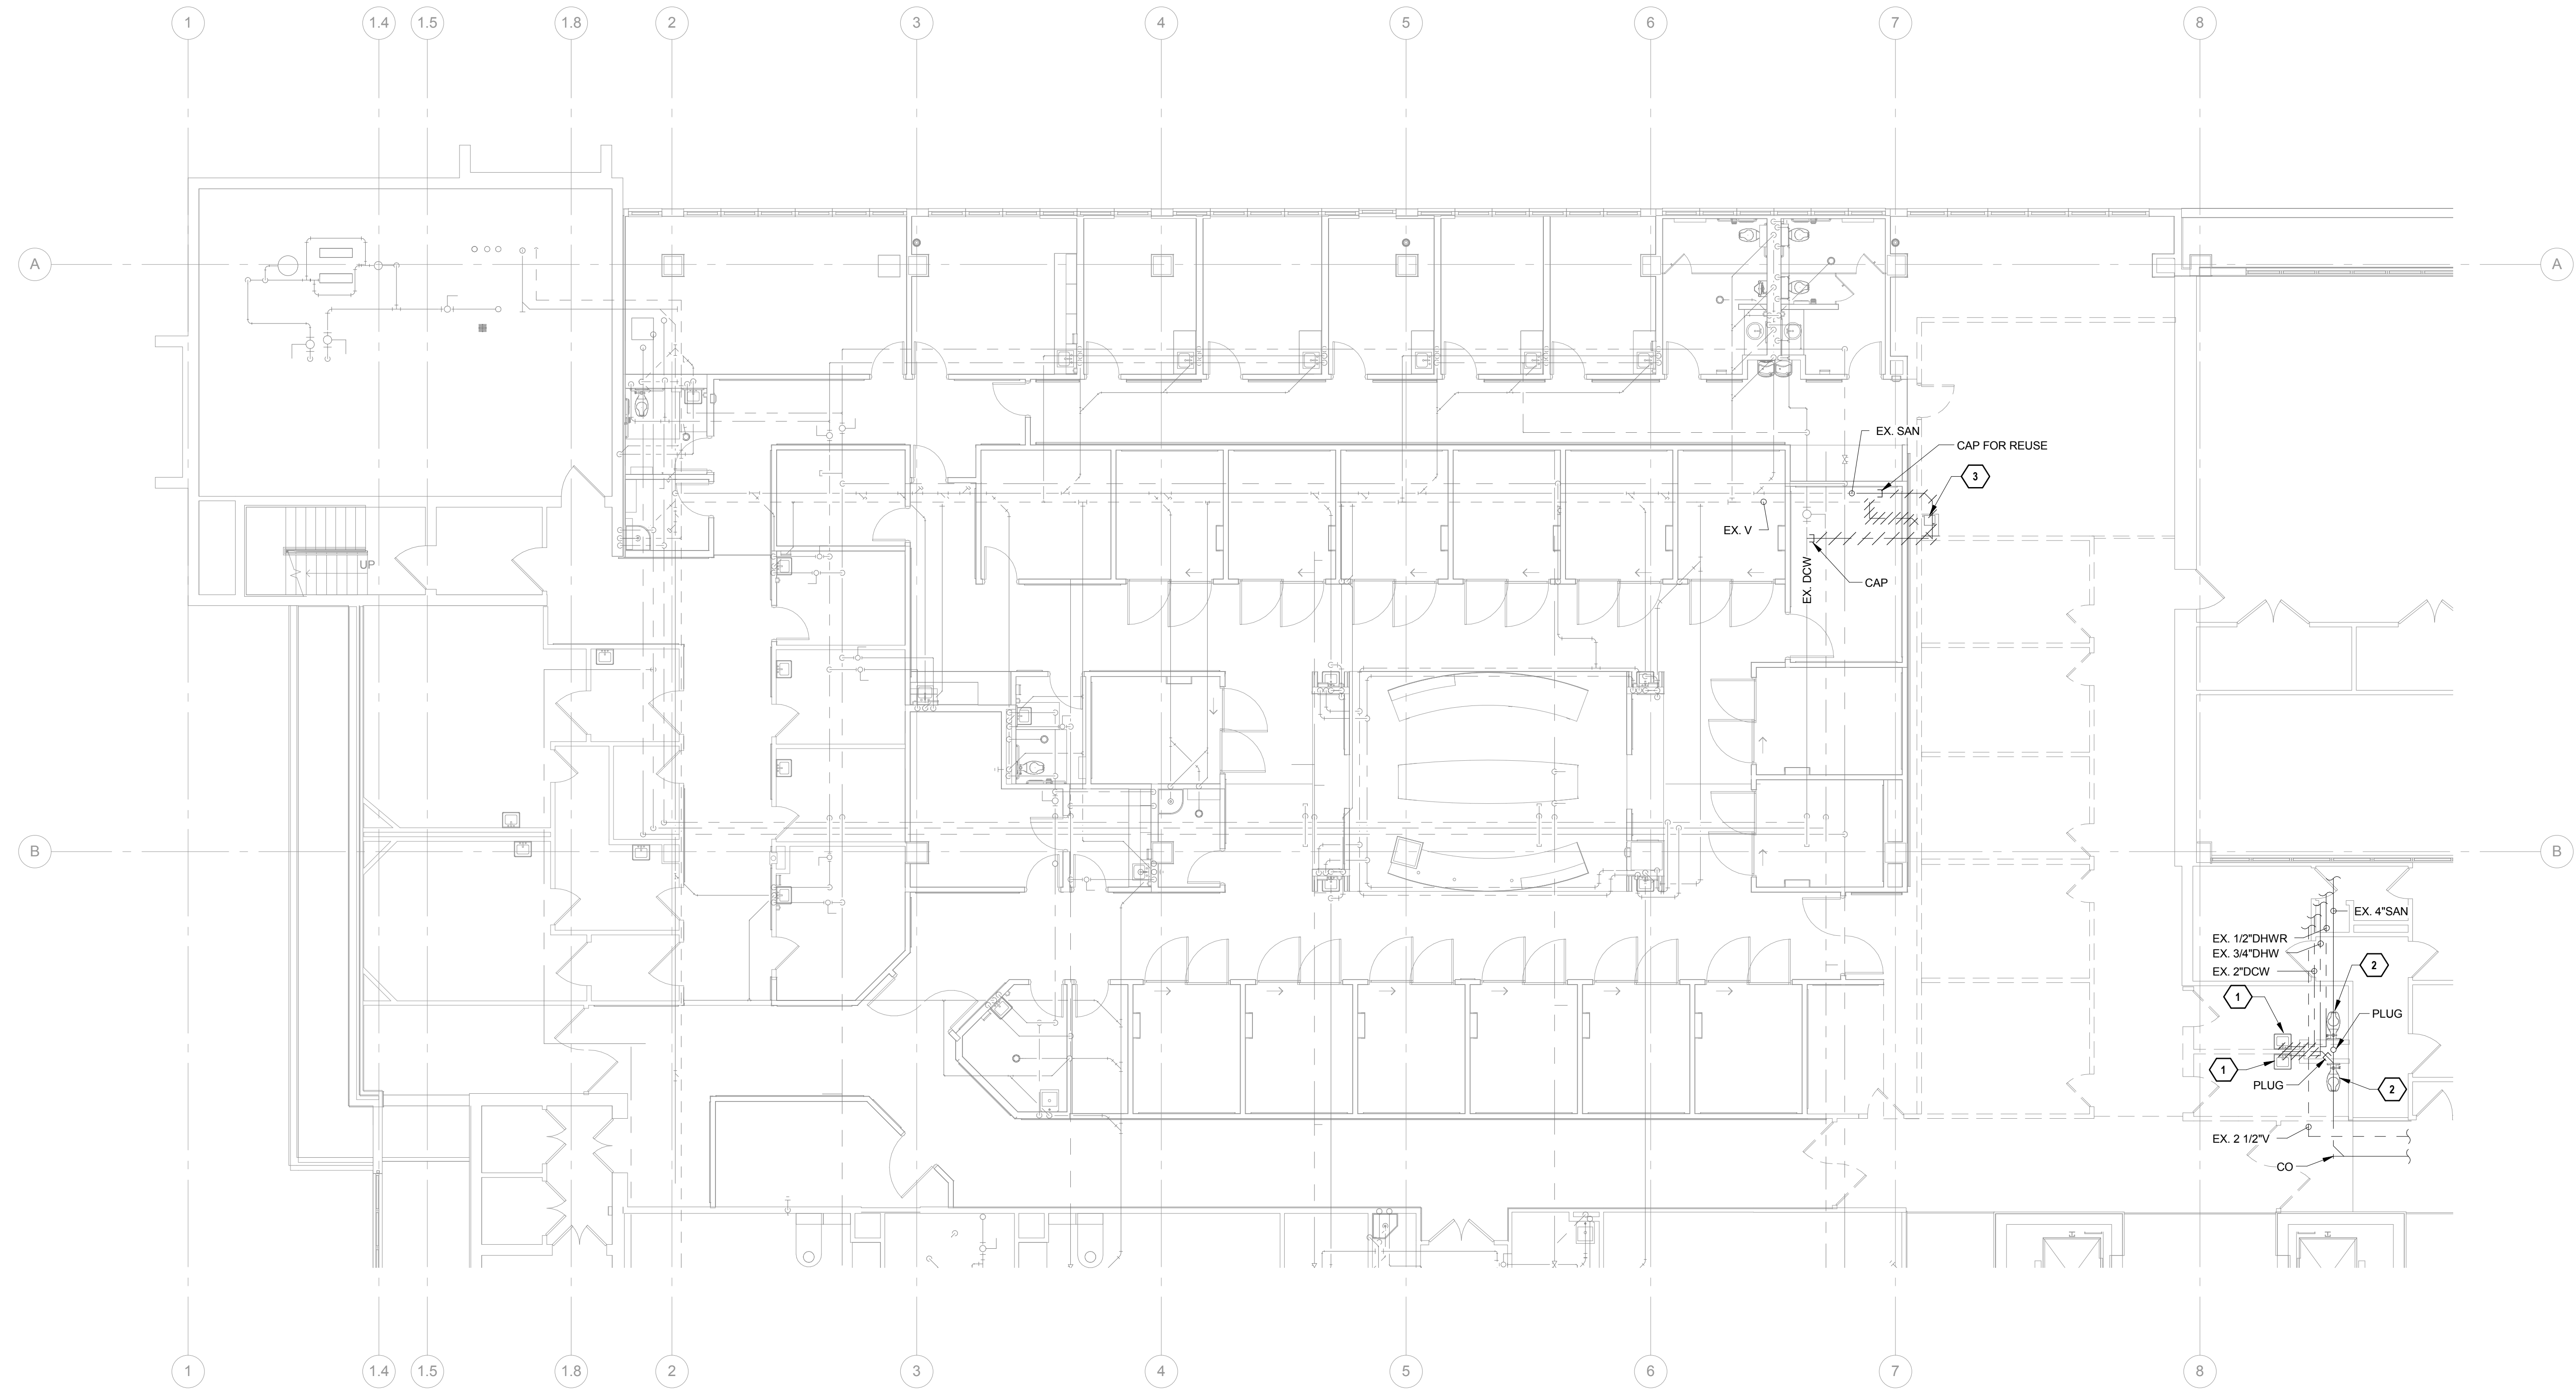 1
1.4
1.5
1.8
2
3
4
5
6
7
8
A
A
EX. SAN
CAP FOR REUSE
3
EX. V
EX. DCW
CAP
UP
B
B
EX. 4"SAN
EX. 1/2"DHWR
EX. 3/4"DHW
2
EX. 2"DCW
1
PLUG
1
PLUG
2
EX. 2 1/2"V
CO
1
1.4
1.5
1.8
2
3
4
5
6
7
8